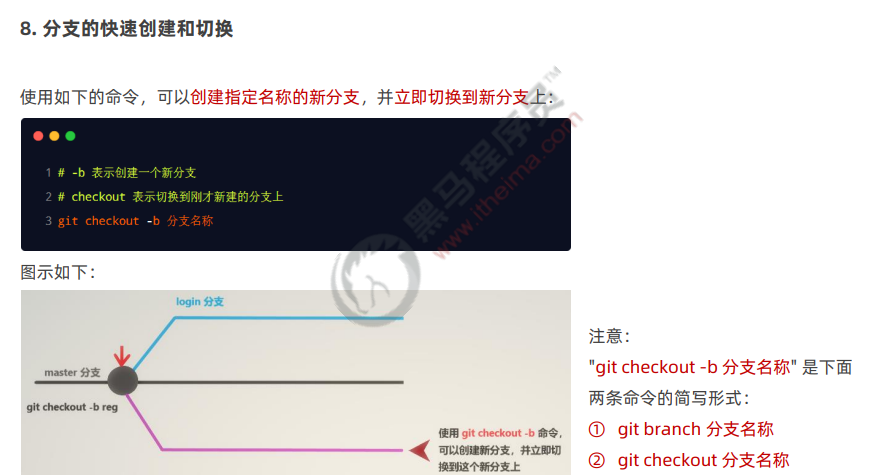 8. 分支的快速创建和切换
使用如下的命令，可以创建指定名称的新分支，并立即切换到新分支上：
1 # -b 表示创建一个新分支
2 # checkout 表示切换到刚才新建的分支上
3 git checkout -b 分支名称
黑马程序员™
www.itheima.com
图示如下：
login 分支
master 分支
git checkout -b reg
使用 git checkout -b 命令，
可以创建新分支，并立即切
换到这个新分支上
注意：
"git checkout -b 分支名称" 是下面
两条命令的简写形式：
① git branch 分支名称
② git checkout 分支名称